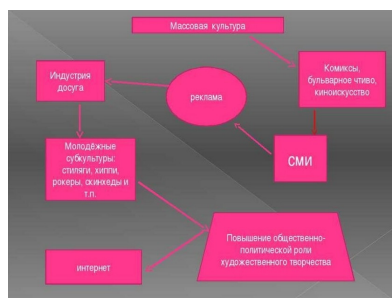 Массовая культура
Индустрия
досуга
реклама
Комиксы,
бульварное чтиво,
киноискусство
Молодёжные
субкультуры:
стиляги, хиппи,
рокеры, скинхеды и
т.п.
СМИ
Повышение общественно-
политической роли
художественного творчества
интернет